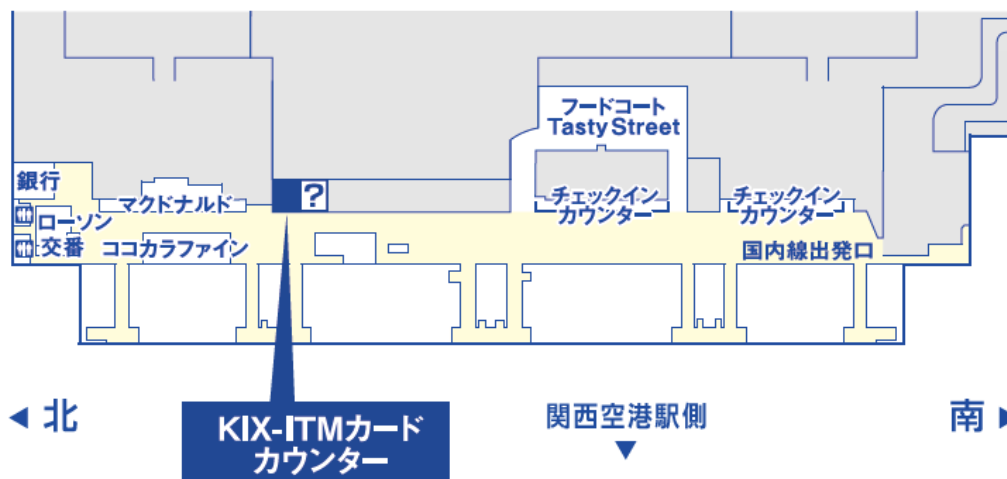 フードコート
Tasty Street
銀行
マクドナルド
?
チェックイン
カウンター
チェックイン
カウンター
ローソン
交番
ココカラファイン
国内線出発口
◀ 北
関西空港駅側
▼
南 ▶
KIX-ITMカード
カウンター